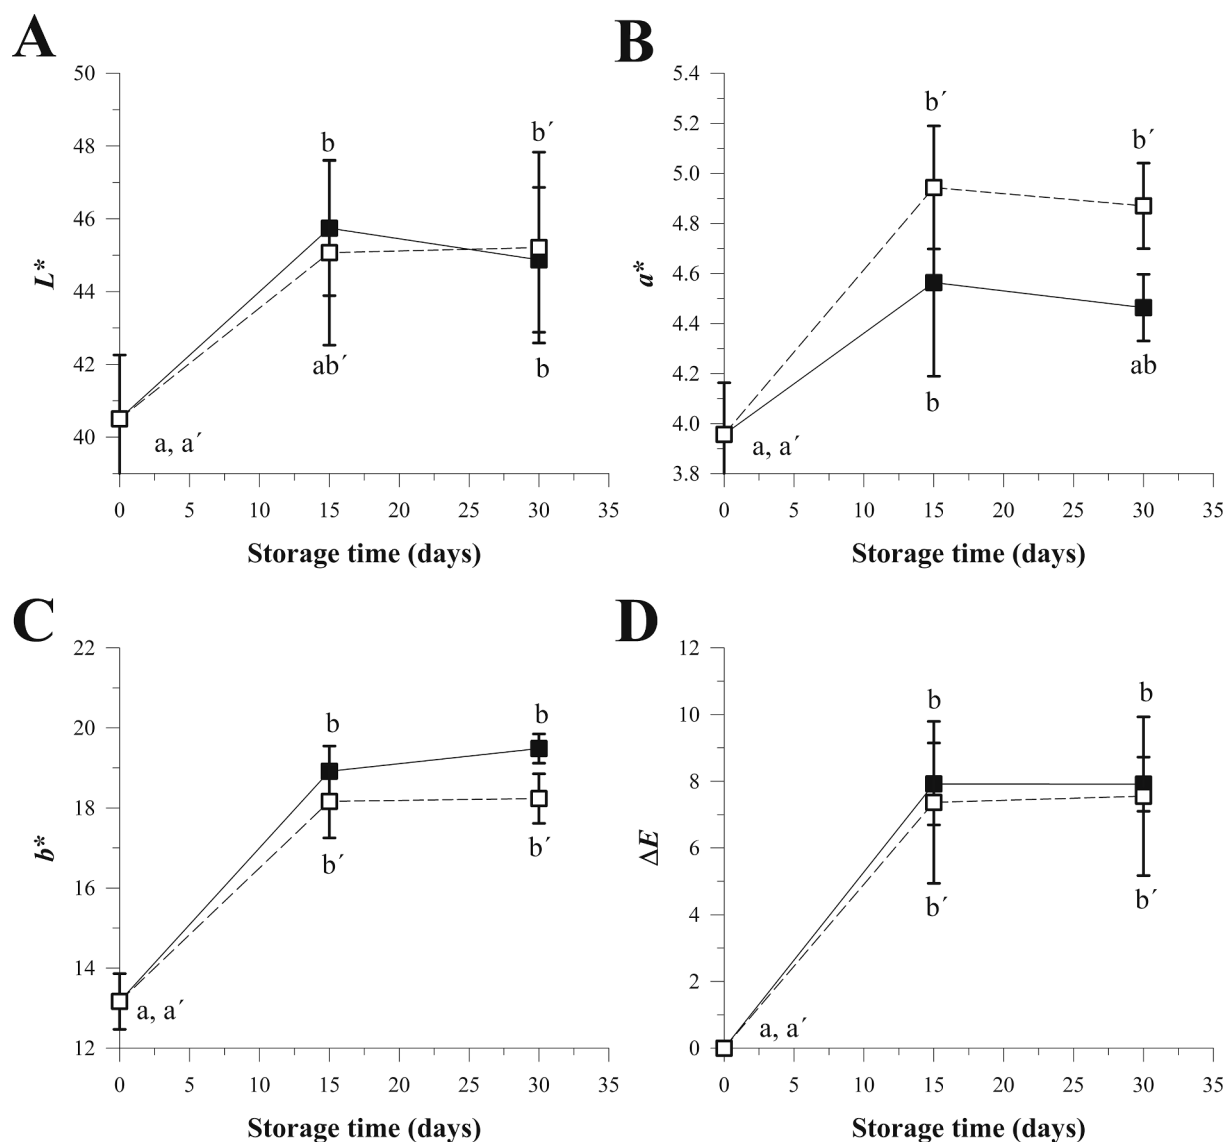 A
50
48
46
44
42
40
L*
b
b´
ab´
b
a, a´
0 5 10 15 20 25 30 35
Storage time (days)
B
5.4
5.2
5.0
4.8
4.6
4.4
4.2
4.0
3.8
a*
b´
b´
b
ab
a, a´
0 5 10 15 20 25 30 35
Storage time (days)
C
22
20
18
16
14
12
b*
b
b
b´
b´
a, a´
0 5 10 15 20 25 30 35
Storage time (days)
D
12
10
8
6
4
2
0
ΔE
b
b
b´
b´
a, a´
0 5 10 15 20 25 30 35
Storage time (days)